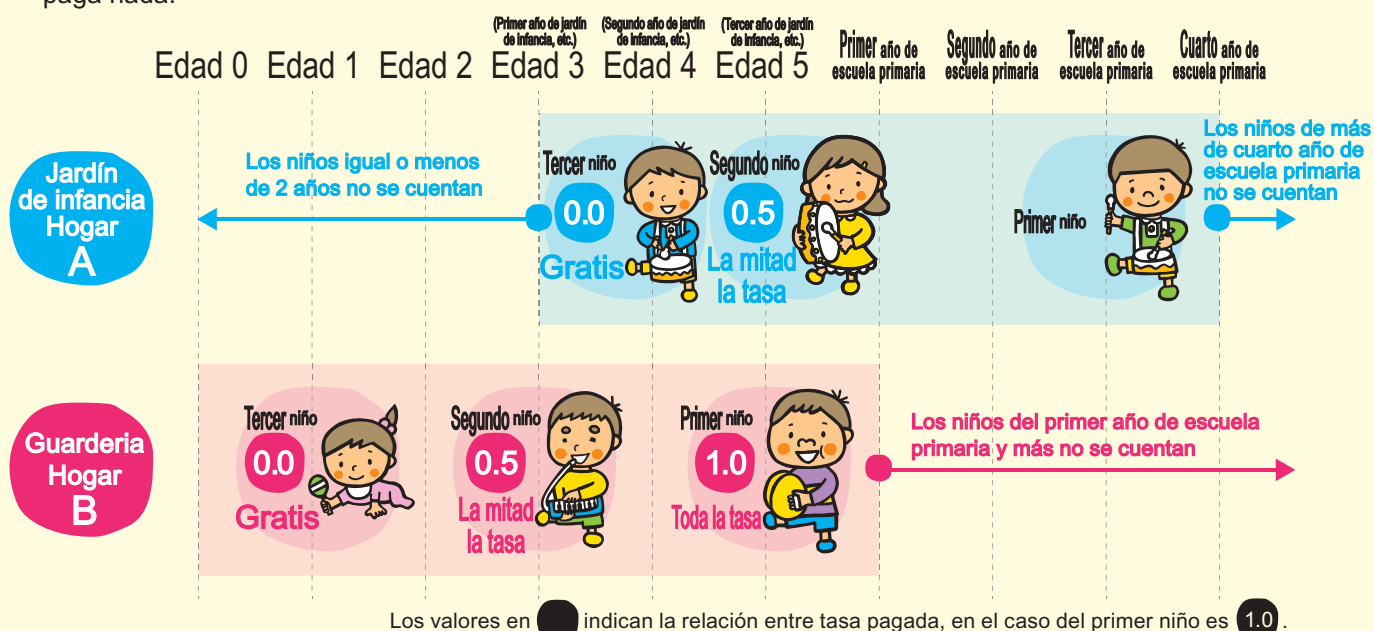 paga nada.
(Primer año de jardín
de infancia, etc.)
(Segundo año de jardín
de infancia, etc.)
(Tercer año de jardín
de infancia, etc.)
Edad 0 Edad 1 Edad 2 Edad 3 Edad 4 Edad 5
Primer año de
escuela primaria
Segundo año de
escuela primaria
Tercer año de
escuela primaria
Cuarto año de
escuela primaria
Jardín
de infancia
Hogar
A
Los niños igual o menos
de 2 años no se cuentan
Tercer niño
0.0
Gratis
Segundo niño
0.5
La mitad
la tasa
Primer niño
Los niños de más
de cuarto año de
escuela primaria
no se cuentan
Guarderia
Hogar
B
Tercer niño
0.0
Gratis
Segundo niño
0.5
La mitad
la tasa
Primer niño
1.0
Toda la tasa
Los niños del primer año de escuela
primaria y más no se cuentan
Los valores en indican la relación entre tasa pagada, en el caso del primer niño es 1.0 .